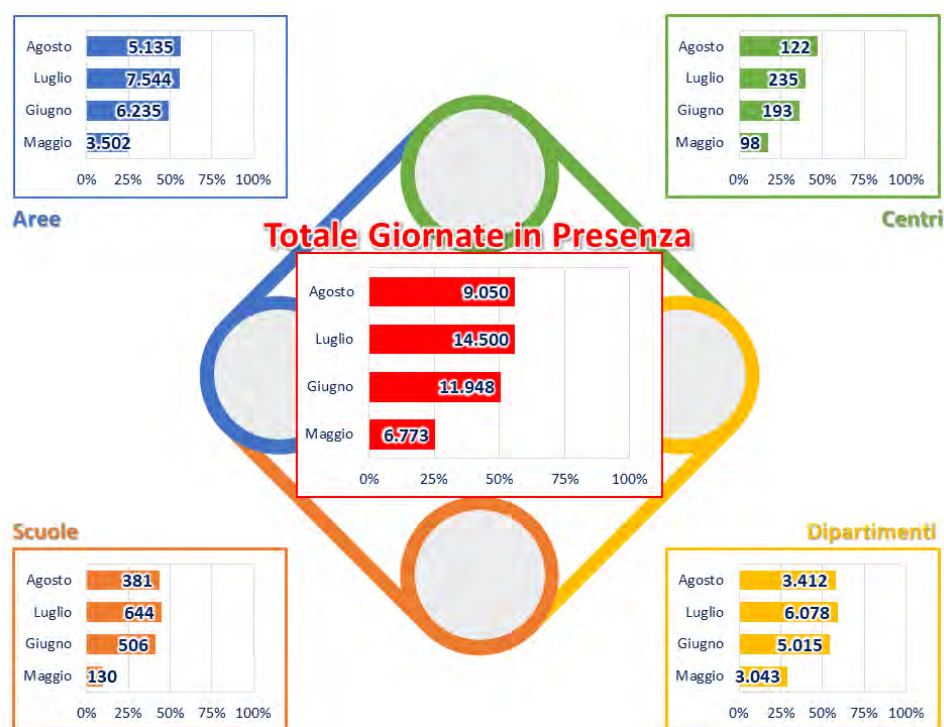 Agosto 5.135
Luglio 7.544
Giugno 6.235
Maggio 3.502
0% 25% 50% 75% 100%
Aree
Agosto 122
Luglio 235
Giugno 193
Maggio 98
0% 25% 50% 75% 100%
Centri
Totale Giornate in Presenza
Agosto 9.050
Luglio 14.500
Giugno 11.948
Maggio 6.773
0% 25% 50% 75% 100%
Scuole
Agosto 381
Luglio 644
Giugno 506
Maggio 130
0% 25% 50% 75% 100%
Dipartimenti
Agosto 3.412
Luglio 6.078
Giugno 5.015
Maggio 3.043
0% 25% 50% 75% 100%